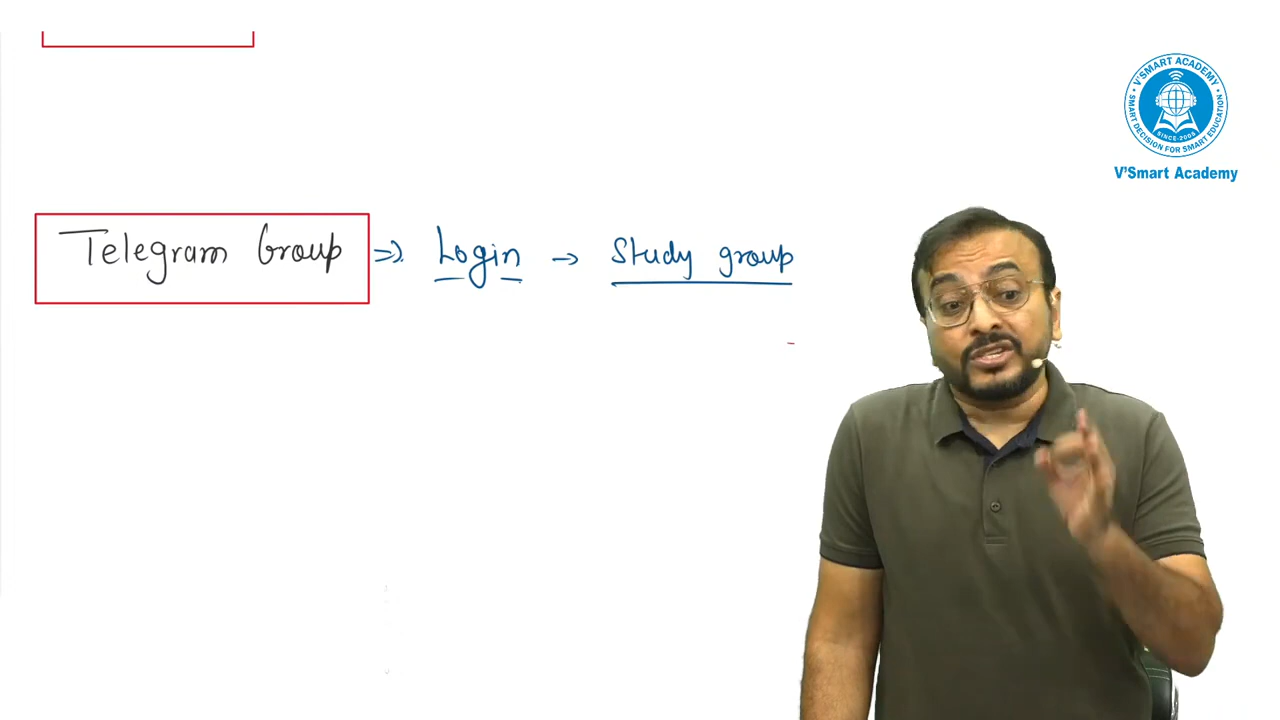 V'SMART ACADEMY
SMART DECISION FOR SMART EDUCATION
SINCE-2006
V'Smart Academy
Telegram Group => Login → Study group